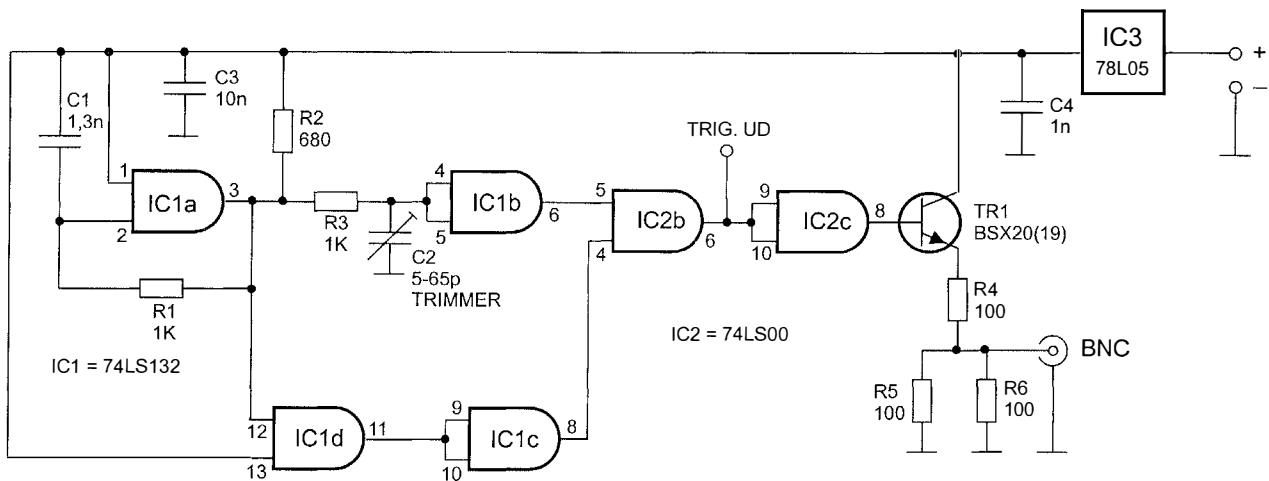 IC3
78L05
+
–
C1
1,3n
C3
10n
R2
680
C4
1n
TRIG. UD
1
2
IC1a
3
R3
1K
C2
5-65p
TRIMMER
4
5
IC1b
6
5
4
IC2b
6
9
10
IC2c
8
TR1
BSX20(19)
R1
1K
R4
100
IC1 = 74LS132
IC2 = 74LS00
BNC
R5
100
R6
100
12
13
IC1d
11
9
10
IC1c
8